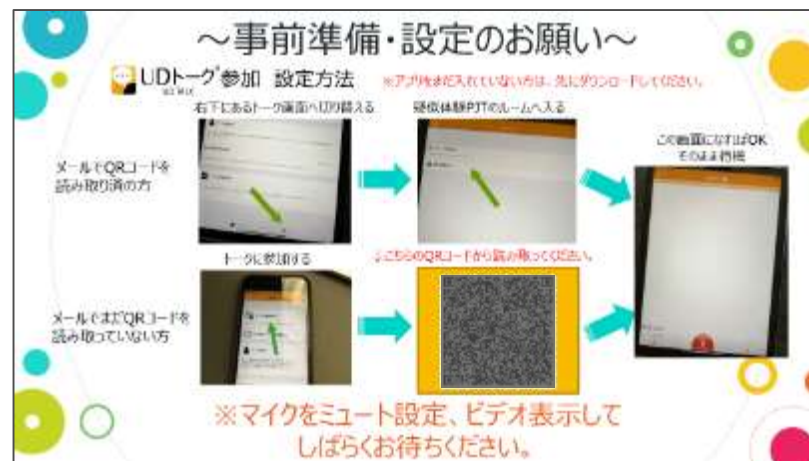 ～事前準備・設定のお願い～
UDトーク 参加 設定方法
※アプリをまだ入れていない方は、先にダウンロードしてください。
右下にあるトーク画面へ切り替える
疑似体験PJTのルームへ入る
この画面になればOK
そのまま待機
メールでQRコードを
読み取り済の方
トークに参加する
↓こちらのQRコードから読み取ってください。
メールでまだQRコードを
読み取っていない方
※マイクをミュート設定、ビデオ表示して
しばらくお待ちください。